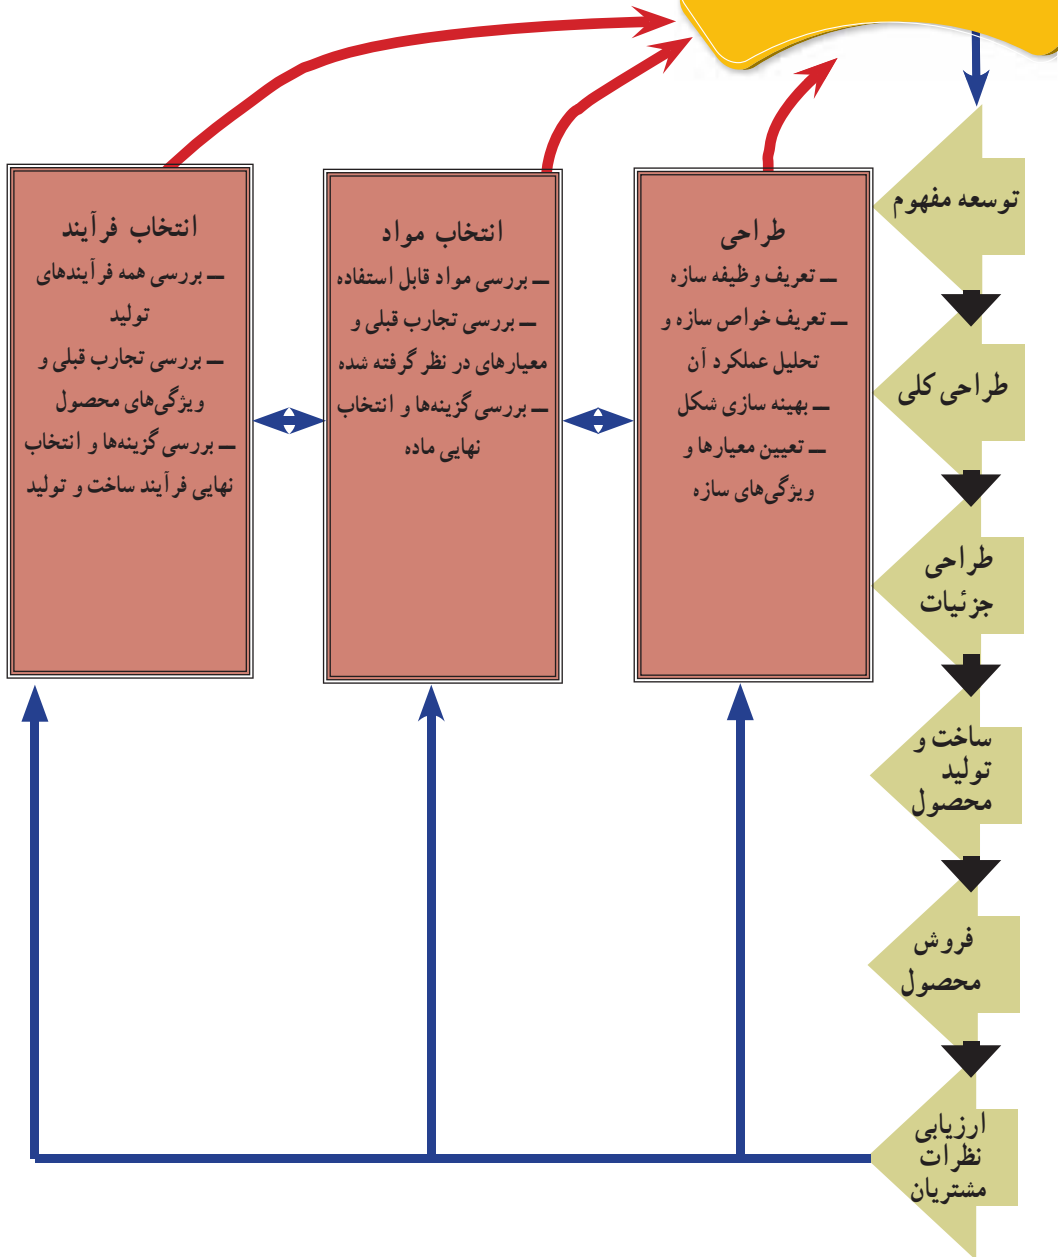 توسعه مفهوم
طراحی کلی
طراحی
جزئیات
ساخت و
تولید
محصول
فروش
محصول
ارزیابی
نظرات
مشتریان
طراحی
ــ تعریف وظیفه سازه
ــ تعریف خواص سازه و
تحلیل عملکرد آن
ــ بهینه سازی شکل
ــ تعیین معیارها و
ویژگی‌های سازه
انتخاب مواد
ــ بررسی مواد قابل استفاده
ــ بررسی تجارب قبلی و
معیارهای در نظر گرفته شده
ــ بررسی گزینه‌ها و انتخاب
نهایی ماده
انتخاب فرآیند
ــ بررسی همه فرآیندهای
تولید
ــ بررسی تجارب قبلی و
ویژگی‌های محصول
ــ بررسی گزینه‌ها و انتخاب
نهایی فرآیند ساخت و تولید